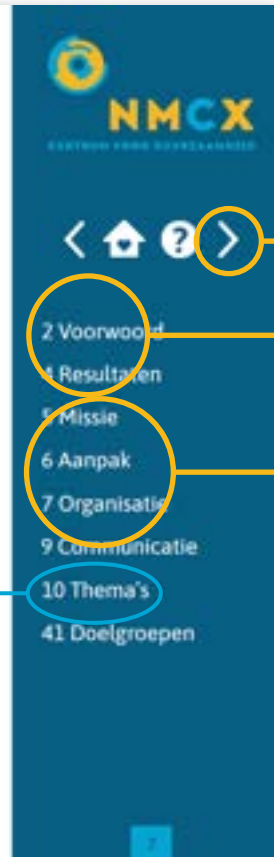 NMCX
CENTRUM VOOR DUURZAAMHEID
2 Voorwoord
4 Resultaten
5 Missie
6 Aanpak
7 Organisatie
9 Communicatie
10 Thema's
41 Doelgroepen